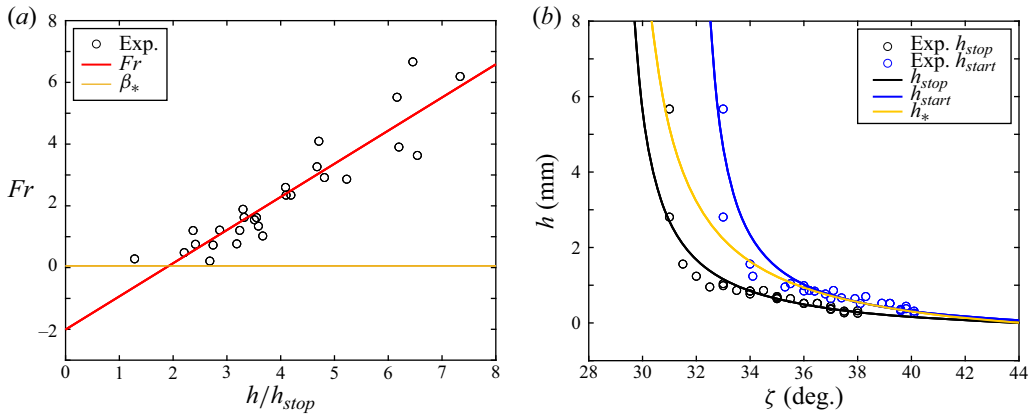 (a)
8
6
4
2
0
−2
Fr
Exp.
Fr
β*
0 1 2 3 4 5 6 7 8
h/hstop
(b)
8
6
4
2
0
h (mm)
Exp. hstop
Exp. hstart
hstop
hstart
h*
28 30 32 34 36 38 40 42 44
ζ (deg.)